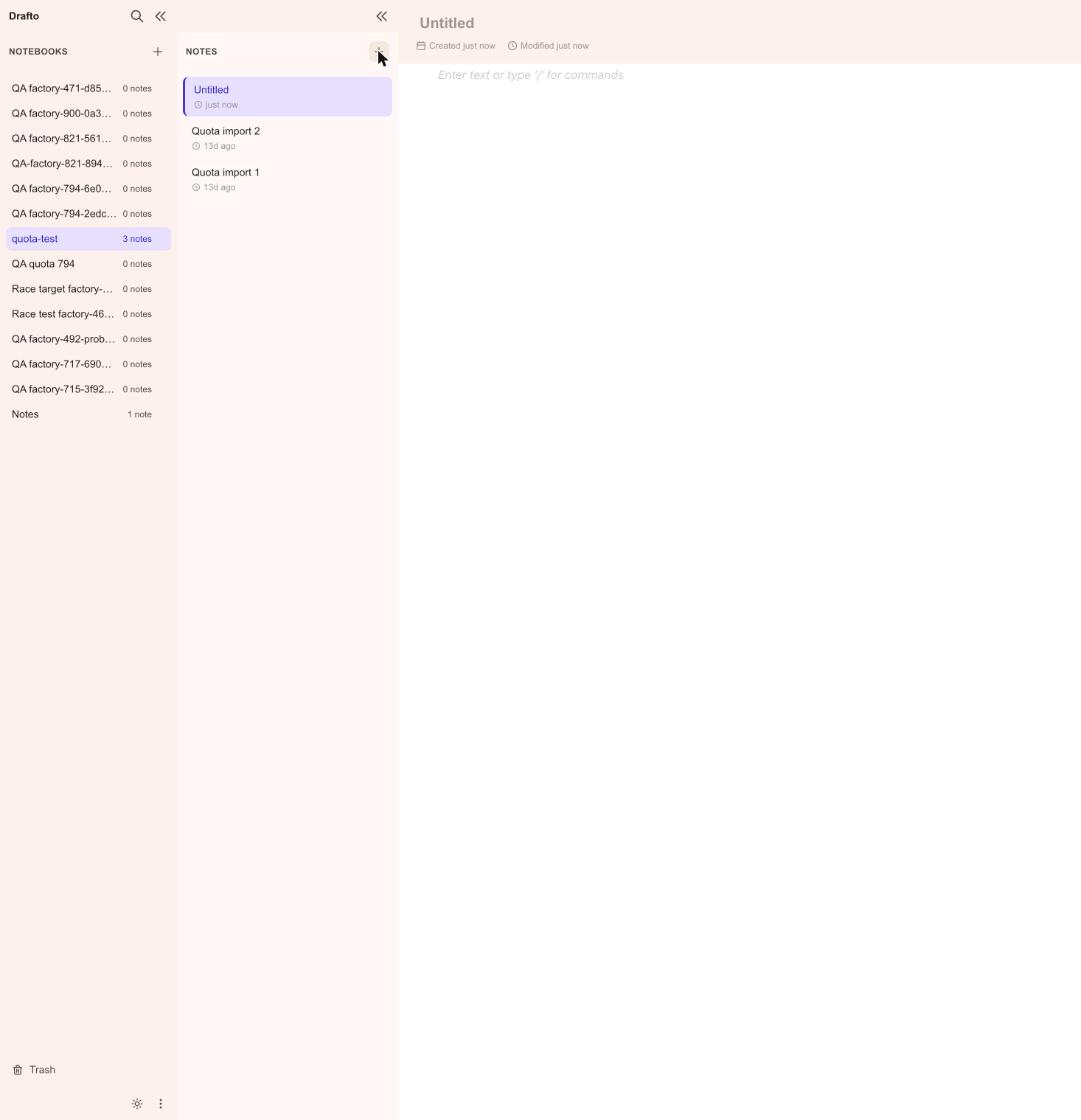 Drafto
NOTEBOOKS
QA factory-471-d85... 0 notes
QA factory-900-0a3... 0 notes
QA factory-821-561... 0 notes
QA-factory-821-894... 0 notes
QA factory-794-6e0... 0 notes
QA factory-794-2edc... 0 notes
quota-test 3 notes
QA quota 794 0 notes
Race target factory-... 0 notes
Race test factory-46... 0 notes
QA factory-492-prob... 0 notes
QA factory-717-690... 0 notes
QA factory-715-3f92... 0 notes
Notes 1 note
Trash
NOTES
Untitled
just now
Quota import 2
13d ago
Quota import 1
13d ago
Untitled
Created just now Modified just now
Enter text or type '/' for commands